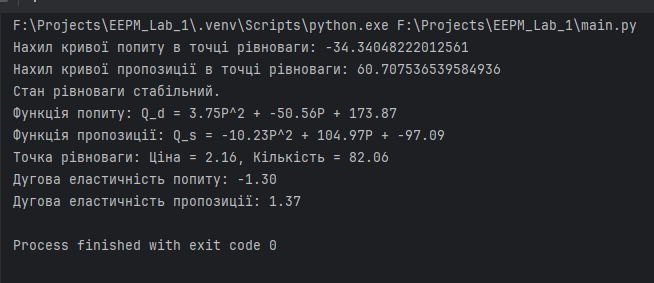 F:\Projects\EEPM_Lab_1\.venv\Scripts\python.exe F:\Projects\EEPM_Lab_1\main.py
Нахил кривої попиту в точці рівноваги: -34.34048222012561
Нахил кривої пропозиції в точці рівноваги: 60.707536539584936
Стан рівноваги стабільний.
Функція попиту: Q_d = 3.75P^2 + -50.56P + 173.87
Функція пропозиції: Q_s = -10.23P^2 + 104.97P + -97.09
Точка рівноваги: Ціна = 2.16, Кількість = 82.06
Дугова еластичність попиту: -1.30
Дугова еластичність пропозиції: 1.37
Process finished with exit code 0